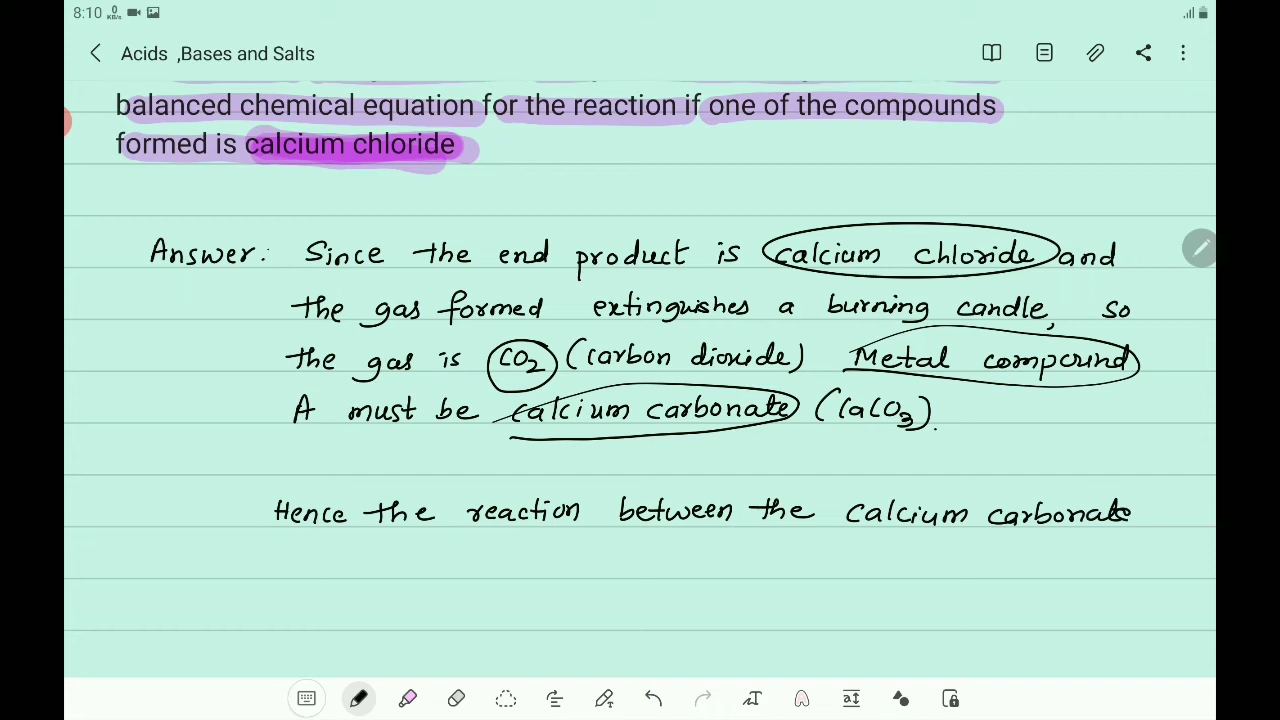 8:10 0 KB/s
Acids ,Bases and Salts
balanced chemical equation for the reaction if one of the compounds
formed is calcium chloride
Answer: Since the end product is calcium chloride and
the gas formed extinguishes a burning candle, so
the gas is CO2 (carbon dioxide) Metal compound
A must be calcium carbonate (CaCO3).
Hence the reaction between the calcium carbonate